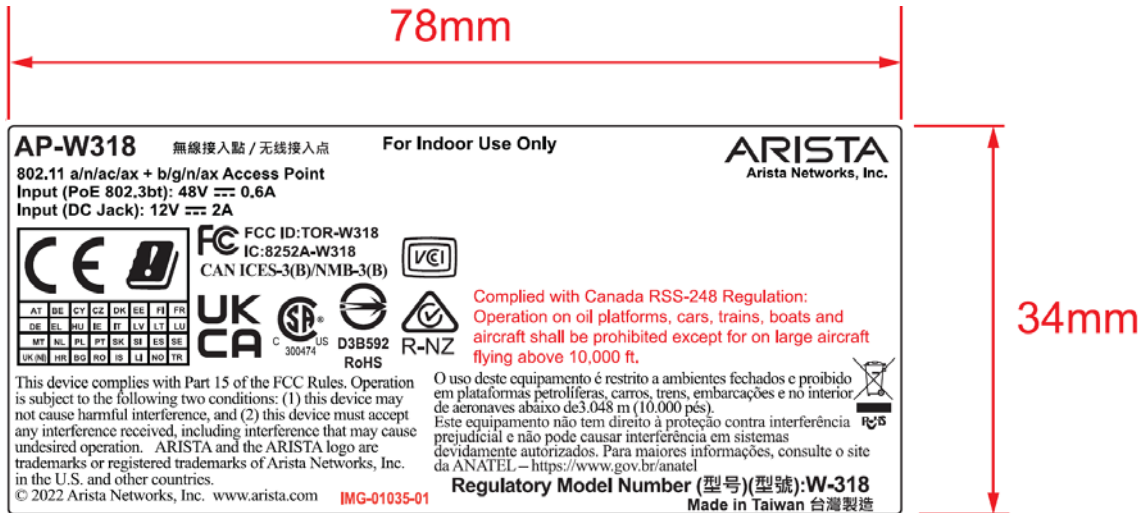 78mm
34mm
AP-W318 無線接入點 / 无线接入点 For Indoor Use Only
ARISTA
Arista Networks, Inc.
802.11 a/n/ac/ax + b/g/n/ax Access Point
Input (PoE 802.3bt): 48V ⎓ 0.6A
Input (DC Jack): 12V ⎓ 2A
CE
FC FCC ID:TOR-W318
IC:8252A-W318
CAN ICES-3(B)/NMB-3(B)
VCI
AT BE CY CZ DK EE FI FR
DE EL HU IE IT LV LT LU
MT NL PL PT SK SI ES SE
UK (NI) HR BG RO IS LI NO TR
UK
CA
SA ®
C US
300474
D3B592
RoHS
R-NZ
Complied with Canada RSS-248 Regulation:
Operation on oil platforms, cars, trains, boats and
aircraft shall be prohibited except for on large aircraft
flying above 10,000 ft.
This device complies with Part 15 of the FCC Rules. Operation
is subject to the following two conditions: (1) this device may
not cause harmful interference, and (2) this device must accept
any interference received, including interference that may cause
undesired operation. ARISTA and the ARISTA logo are
trademarks or registered trademarks of Arista Networks, Inc.
in the U.S. and other countries.
© 2022 Arista Networks, Inc. www.arista.com
IMG-01035-01
O uso deste equipamento é restrito a ambientes fechados e proibido
em plataformas petrolíferas, carros, trens, embarcações e no interior
de aeronaves abaixo de3.048 m (10.000 pés).
Este equipamento não tem direito à proteção contra interferência
prejudicial e não pode causar interferência em sistemas
devidamente autorizados. Para maiores informações, consulte o site
da ANATEL – https://www.gov.br/anatel
Regulatory Model Number (型号)(型號):W-318
Made in Taiwan 台灣製造